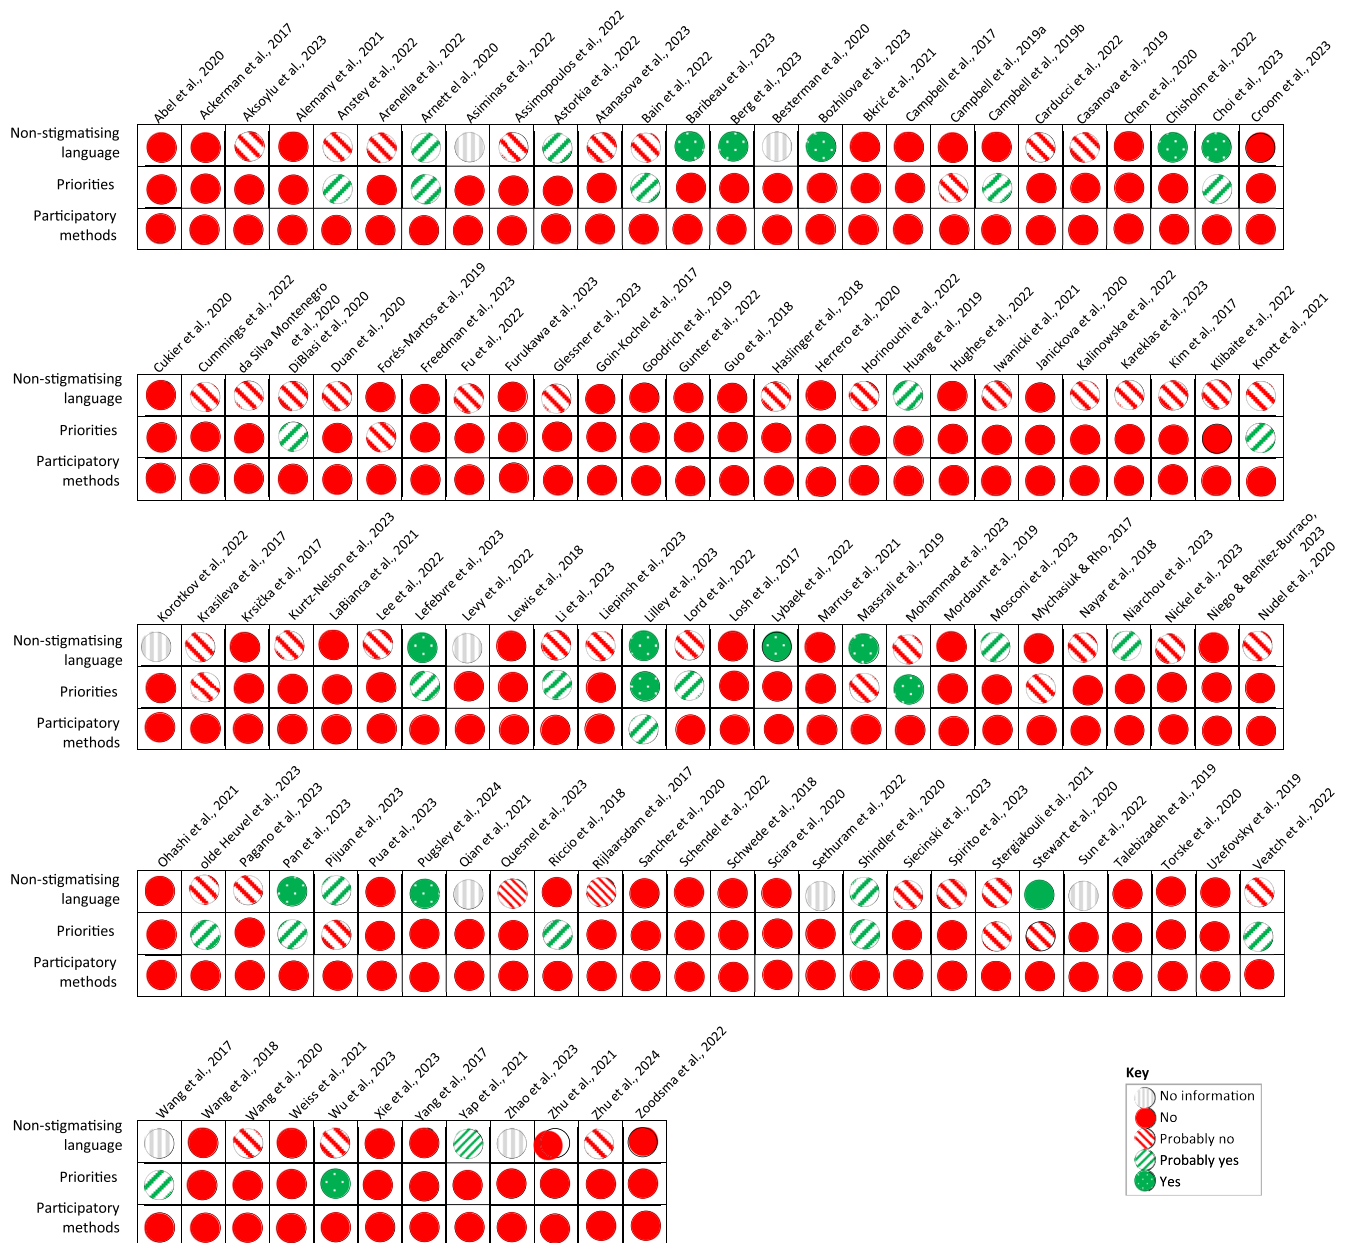 Abel et al., 2020
Ackerman et al., 2017
Aksoylu et al., 2023
Alemany et al., 2021
Anstey et al., 2022
Arenella et al., 2022
Arnett et al., 2020
Asiminas et al., 2022
Assimopoulos et al., 2022
Astorkia et al., 2022
Atanasova et al., 2023
Bain et al., 2022
Baribeau et al., 2023
Berg et al., 2023
Besterman et al., 2020
Bozhilova et al., 2023
Bkrić et al., 2021
Campbell et al., 2017
Campbell et al., 2019a
Campbell et al., 2019b
Carducci et al., 2022
Casanova et al., 2019
Chen et al., 2020
Chisholm et al., 2022
Choi et al., 2023
Croom et al., 2023
Non-stigmatising
language
Priorities
Participatory
methods
Cukier et al., 2020
Cummings et al., 2022
da Silva Montenegro
et al., 2020
DiBlasi et al., 2020
Duan et al., 2020
Forés-Martos et al., 2019
Freedman et al., 2023
Fu et al., 2022
Furukawa et al., 2023
Glessner et al., 2023
Goin-Kochel et al., 2017
Goodrich et al., 2019
Gunter et al., 2022
Guo et al., 2018
Haslinger et al., 2018
Herrero et al., 2020
Horinouchi et al., 2022
Huang et al., 2019
Hughes et al., 2022
Iwanicki et al., 2021
Janickova et al., 2020
Kalinowska et al., 2022
Kareklas et al., 2023
Kim et al., 2017
Klibaite et al., 2022
Knott et al., 2021
Non-stigmatising
language
Priorities
Participatory
methods
Korotkov et al., 2022
Krasileva et al., 2017
Krsička et al., 2017
Kurtz-Nelson et al., 2023
LaBianca et al., 2021
Lee et al., 2022
Lefebvre et al., 2023
Levy et al., 2022
Lewis et al., 2018
Li et al., 2023
Liepinsh et al., 2023
Lilley et al., 2023
Lord et al., 2022
Losh et al., 2017
Lybaek et al., 2022
Marrus et al., 2021
Massrali et al., 2019
Mohammad et al., 2023
Mordaunt et al., 2019
Mosconi et al., 2023
Mychasiuk & Rho, 2017
Nayar et al., 2018
Niarchou et al., 2023
Nickel et al., 2023
Niego & Benítez-Burraco,
2023
Nudel et al., 2020
Non-stigmatising
language
Priorities
Participatory
methods
Ohashi et al., 2021
olde Heuvel et al., 2023
Pagano et al., 2023
Pan et al., 2023
Pijuan et al., 2023
Pua et al., 2023
Pugsley et al., 2024
Qian et al., 2021
Quesnel et al., 2023
Riccio et al., 2018
Rijlaarsdam et al., 2017
Sanchez et al., 2020
Schendel et al., 2022
Schwede et al., 2018
Sciara et al., 2020
Sethuram et al., 2022
Shindler et al., 2020
Siecinski et al., 2023
Spirito et al., 2023
Stergiakouli et al., 2021
Stewart et al., 2020
Sun et al., 2022
Talebizadeh et al., 2019
Torske et al., 2020
Uzefovsky et al., 2019
Veatch et al., 2022
Non-stigmatising
language
Priorities
Participatory
methods
Wang et al., 2017
Wang et al., 2018
Wang et al., 2020
Weiss et al., 2021
Wu et al., 2023
Xie et al., 2023
Yang et al., 2017
Yap et al., 2021
Zhao et al., 2023
Zhu et al., 2021
Zhu et al., 2024
Zoodsma et al., 2022
Non-stigmatising
language
Priorities
Participatory
methods
Key
No information
No
Probably no
Probably yes
Yes